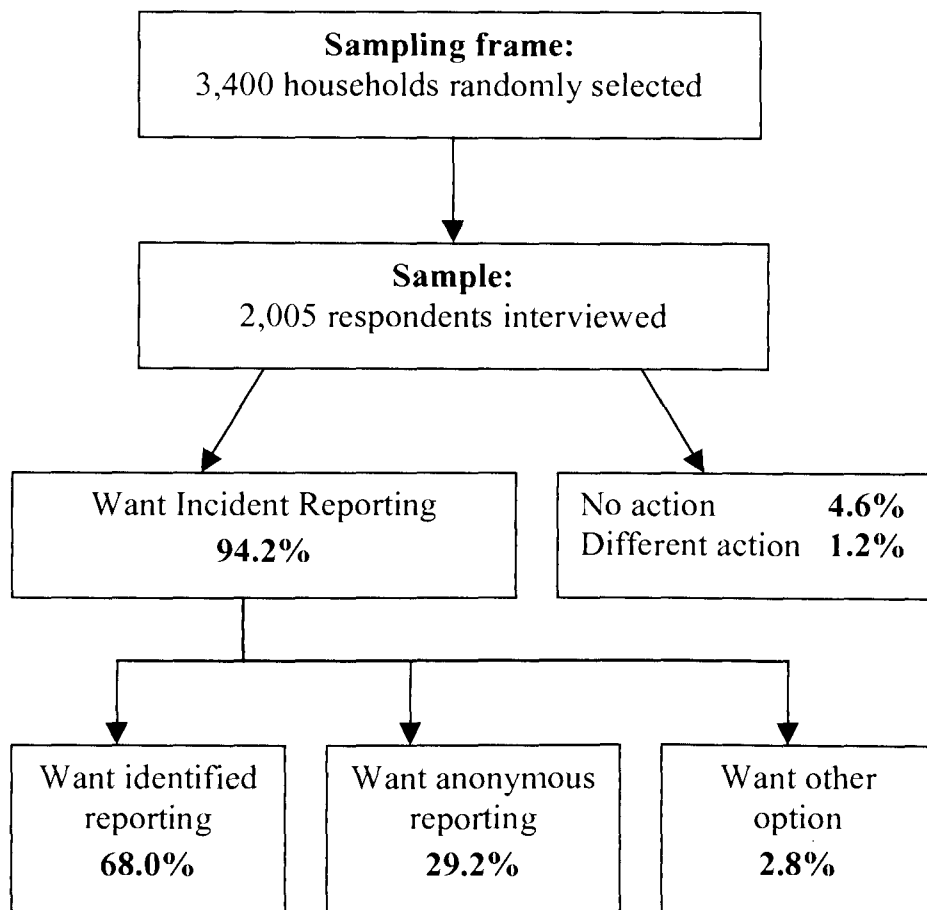 Sampling frame:
3,400 households randomly selected
Sample:
2,005 respondents interviewed
Want Incident Reporting
94.2%
No action 4.6%
Different action 1.2%
Want identified
reporting
68.0%
Want anonymous
reporting
29.2%
Want other
option
2.8%